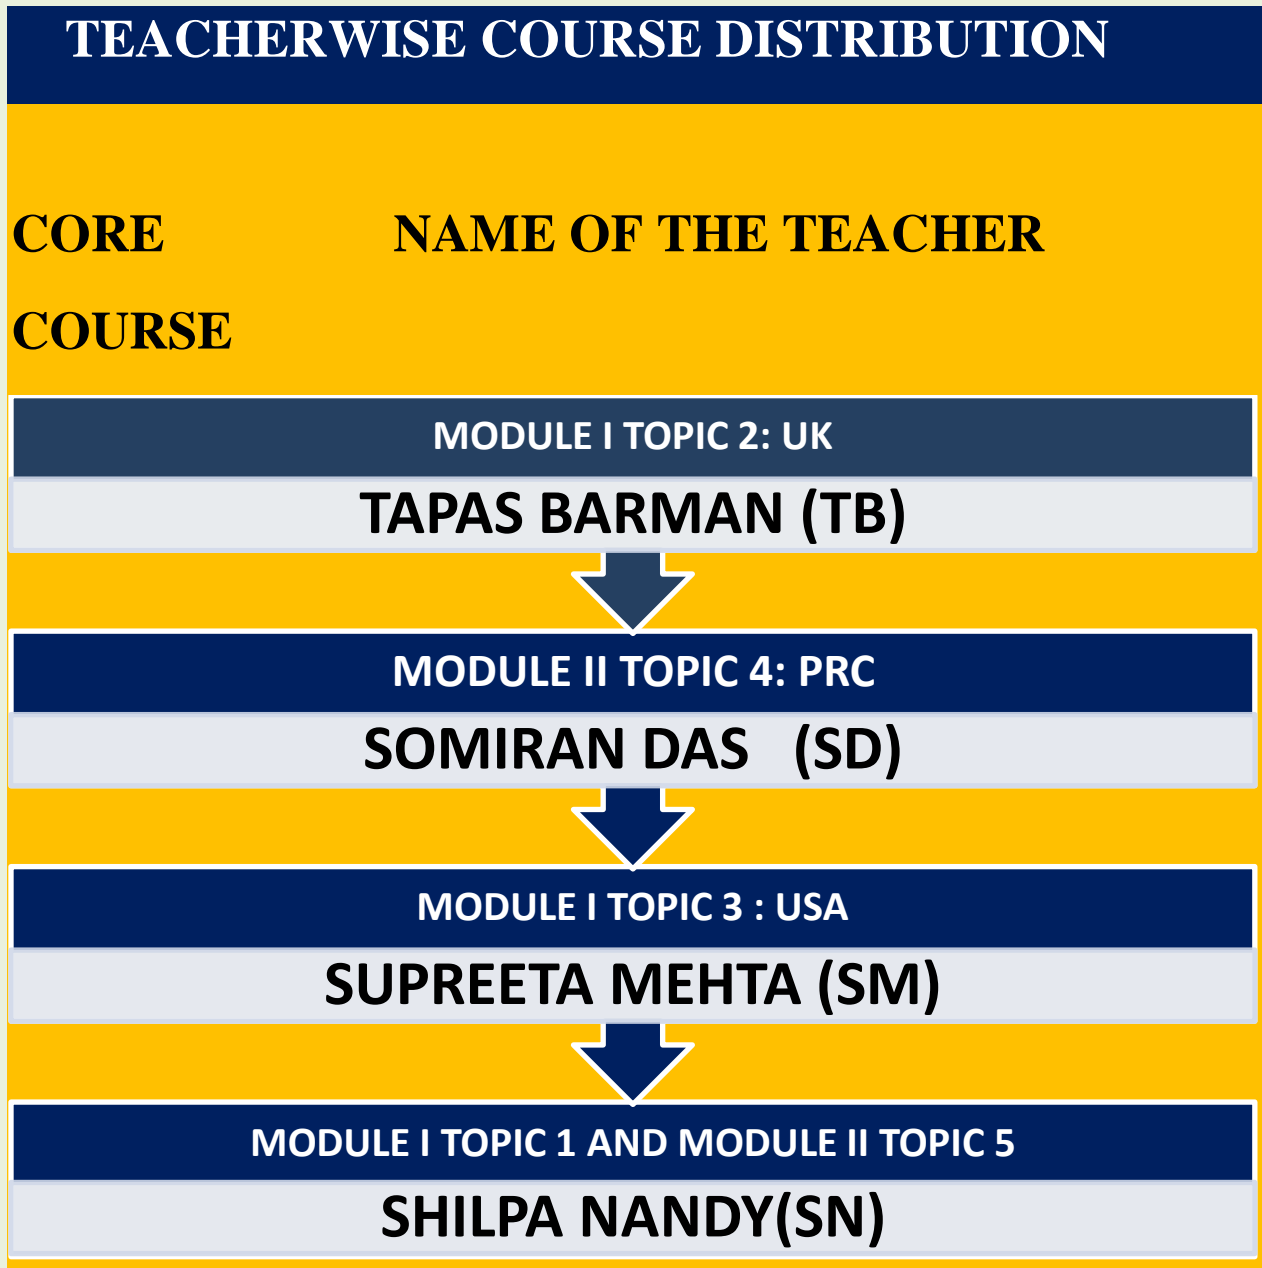 TEACHERWISE COURSE DISTRIBUTION
CORE NAME OF THE TEACHER
COURSE
MODULE I TOPIC 2: UK
TAPAS BARMAN (TB)
MODULE II TOPIC 4: PRC
SOMIRAN DAS (SD)
MODULE I TOPIC 3 : USA
SUPREETA MEHTA (SM)
MODULE I TOPIC 1 AND MODULE II TOPIC 5
SHILPA NANDY(SN)